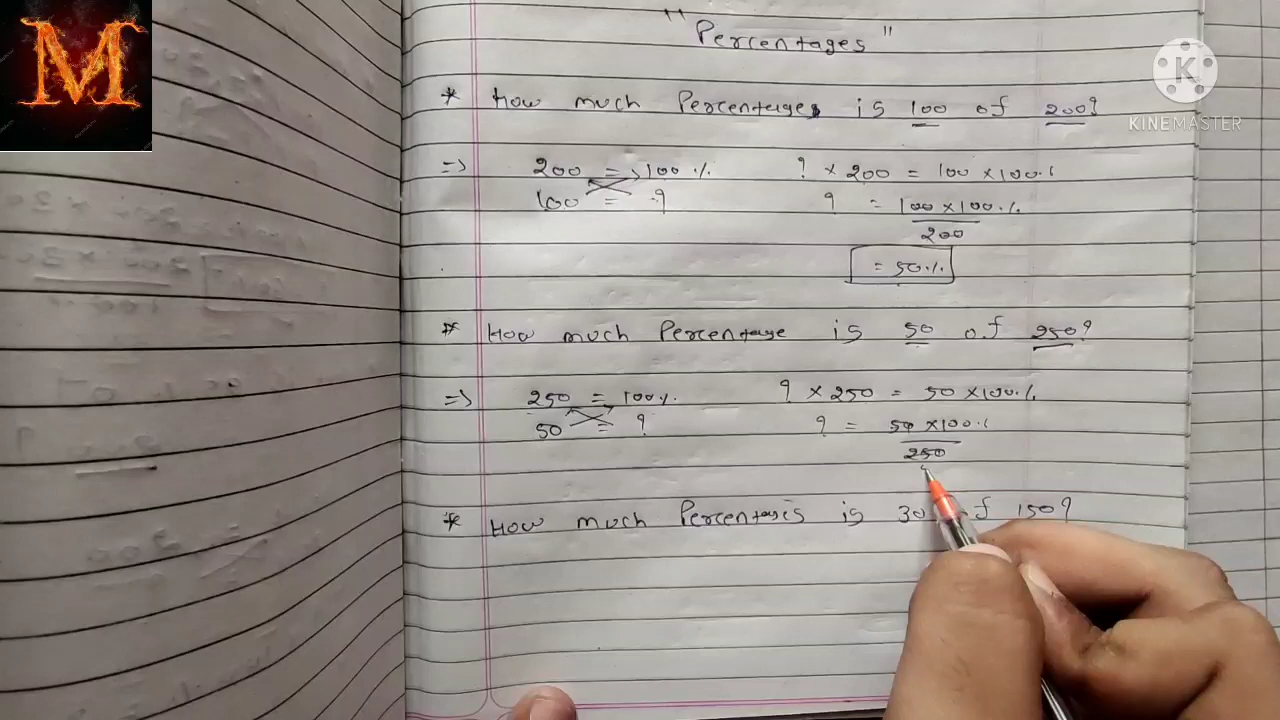 M
"Percentages"
KINEMASTER
* How much Percentages is 100 of 200?
=> 200 = 100% ? × 200 = 100 × 100%
100 = ? ? = 100 × 100%
200
= 50%
* How much Percentage is 50 of 250?
=> 250 = 100% ? × 250 = 50 × 100%
50 = ? ? = 50 × 100%
250
* How much Percentages is 30 of 150?